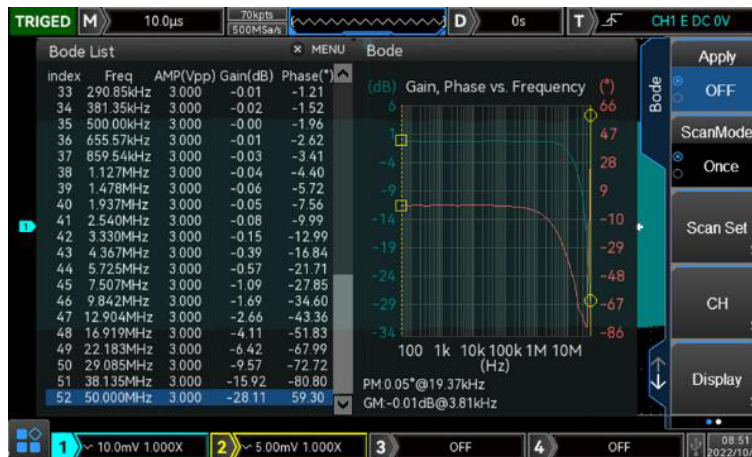 TRIGED M 10.0μs 70kpts 500MSa/s D 0s T CH1 E DC 0V
Bode List MENU
index Freq AMP(Vpp) Gain(dB) Phase(°)
33 290.85kHz 3.000 -0.01 -1.21
34 381.35kHz 3.000 -0.02 -1.52
35 500.00kHz 3.000 -0.00 -1.96
36 655.57kHz 3.000 -0.01 -2.62
37 859.54kHz 3.000 -0.03 -3.41
38 1.127MHz 3.000 -0.04 -4.40
39 1.478MHz 3.000 -0.06 -5.72
40 1.937MHz 3.000 -0.05 -7.56
41 2.540MHz 3.000 -0.08 -9.99
42 3.330MHz 3.000 -0.15 -12.99
43 4.367MHz 3.000 -0.39 -16.84
44 5.725MHz 3.000 -0.57 -21.71
45 7.507MHz 3.000 -1.09 -27.85
46 9.842MHz 3.000 -1.69 -34.60
47 12.904MHz 3.000 -2.66 -43.36
48 16.919MHz 3.000 -4.11 -51.83
49 22.183MHz 3.000 -6.42 -67.99
50 29.085MHz 3.000 -9.57 -72.72
51 38.135MHz 3.000 -15.92 -80.80
52 50.000MHz 3.000 -28.11 59.30
Bode
(dB) Gain, Phase vs. Frequency (°)
6 66
47
-4 28
-9 9
-14 -10
-19 -29
-24 -48
-29 -67
-34 -86
100 1k 10k 100k 1M 10M
(Hz)
PM:0.05°@19.37kHz
GM:-0.01dB@3.81kHz
Bode
Apply
OFF
ScanMode
Once
Scan Set
CH
Display
1 10.0mV 1.000X 2 5.00mV 1.000X 3 OFF 4 OFF
08:51